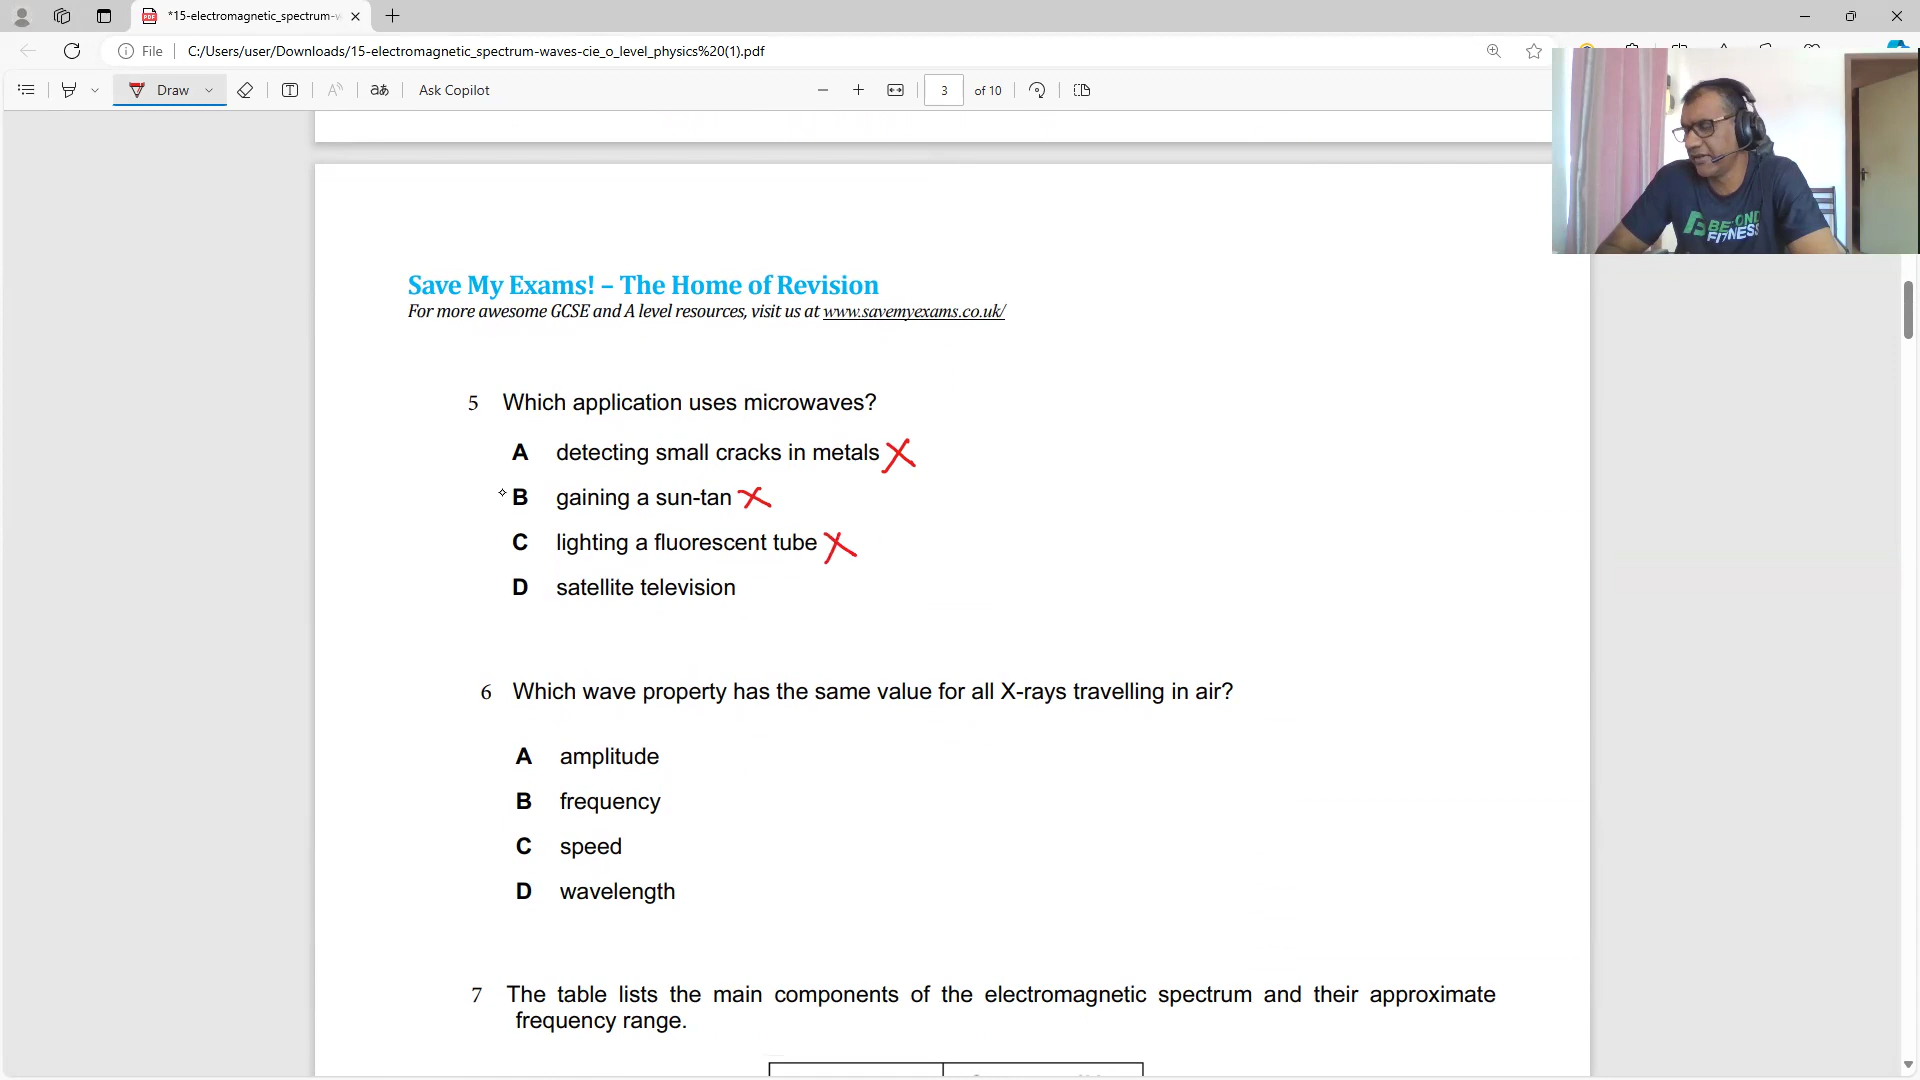 *15-electromagnetic_spectrum-w
File
C:/Users/user/Downloads/15-electromagnetic_spectrum-waves-cie_o_level_physics%20(1).pdf
Draw
T
A
aあ
Ask Copilot
3
of 10
BEYOND
FITNESS
Save My Exams! – The Home of Revision
For more awesome GCSE and A level resources, visit us at www.savemyexams.co.uk/
5 Which application uses microwaves?
A detecting small cracks in metals
B gaining a sun-tan
C lighting a fluorescent tube
D satellite television
6 Which wave property has the same value for all X-rays travelling in air?
A amplitude
B frequency
C speed
D wavelength
7 The table lists the main components of the electromagnetic spectrum and their approximate
frequency range.